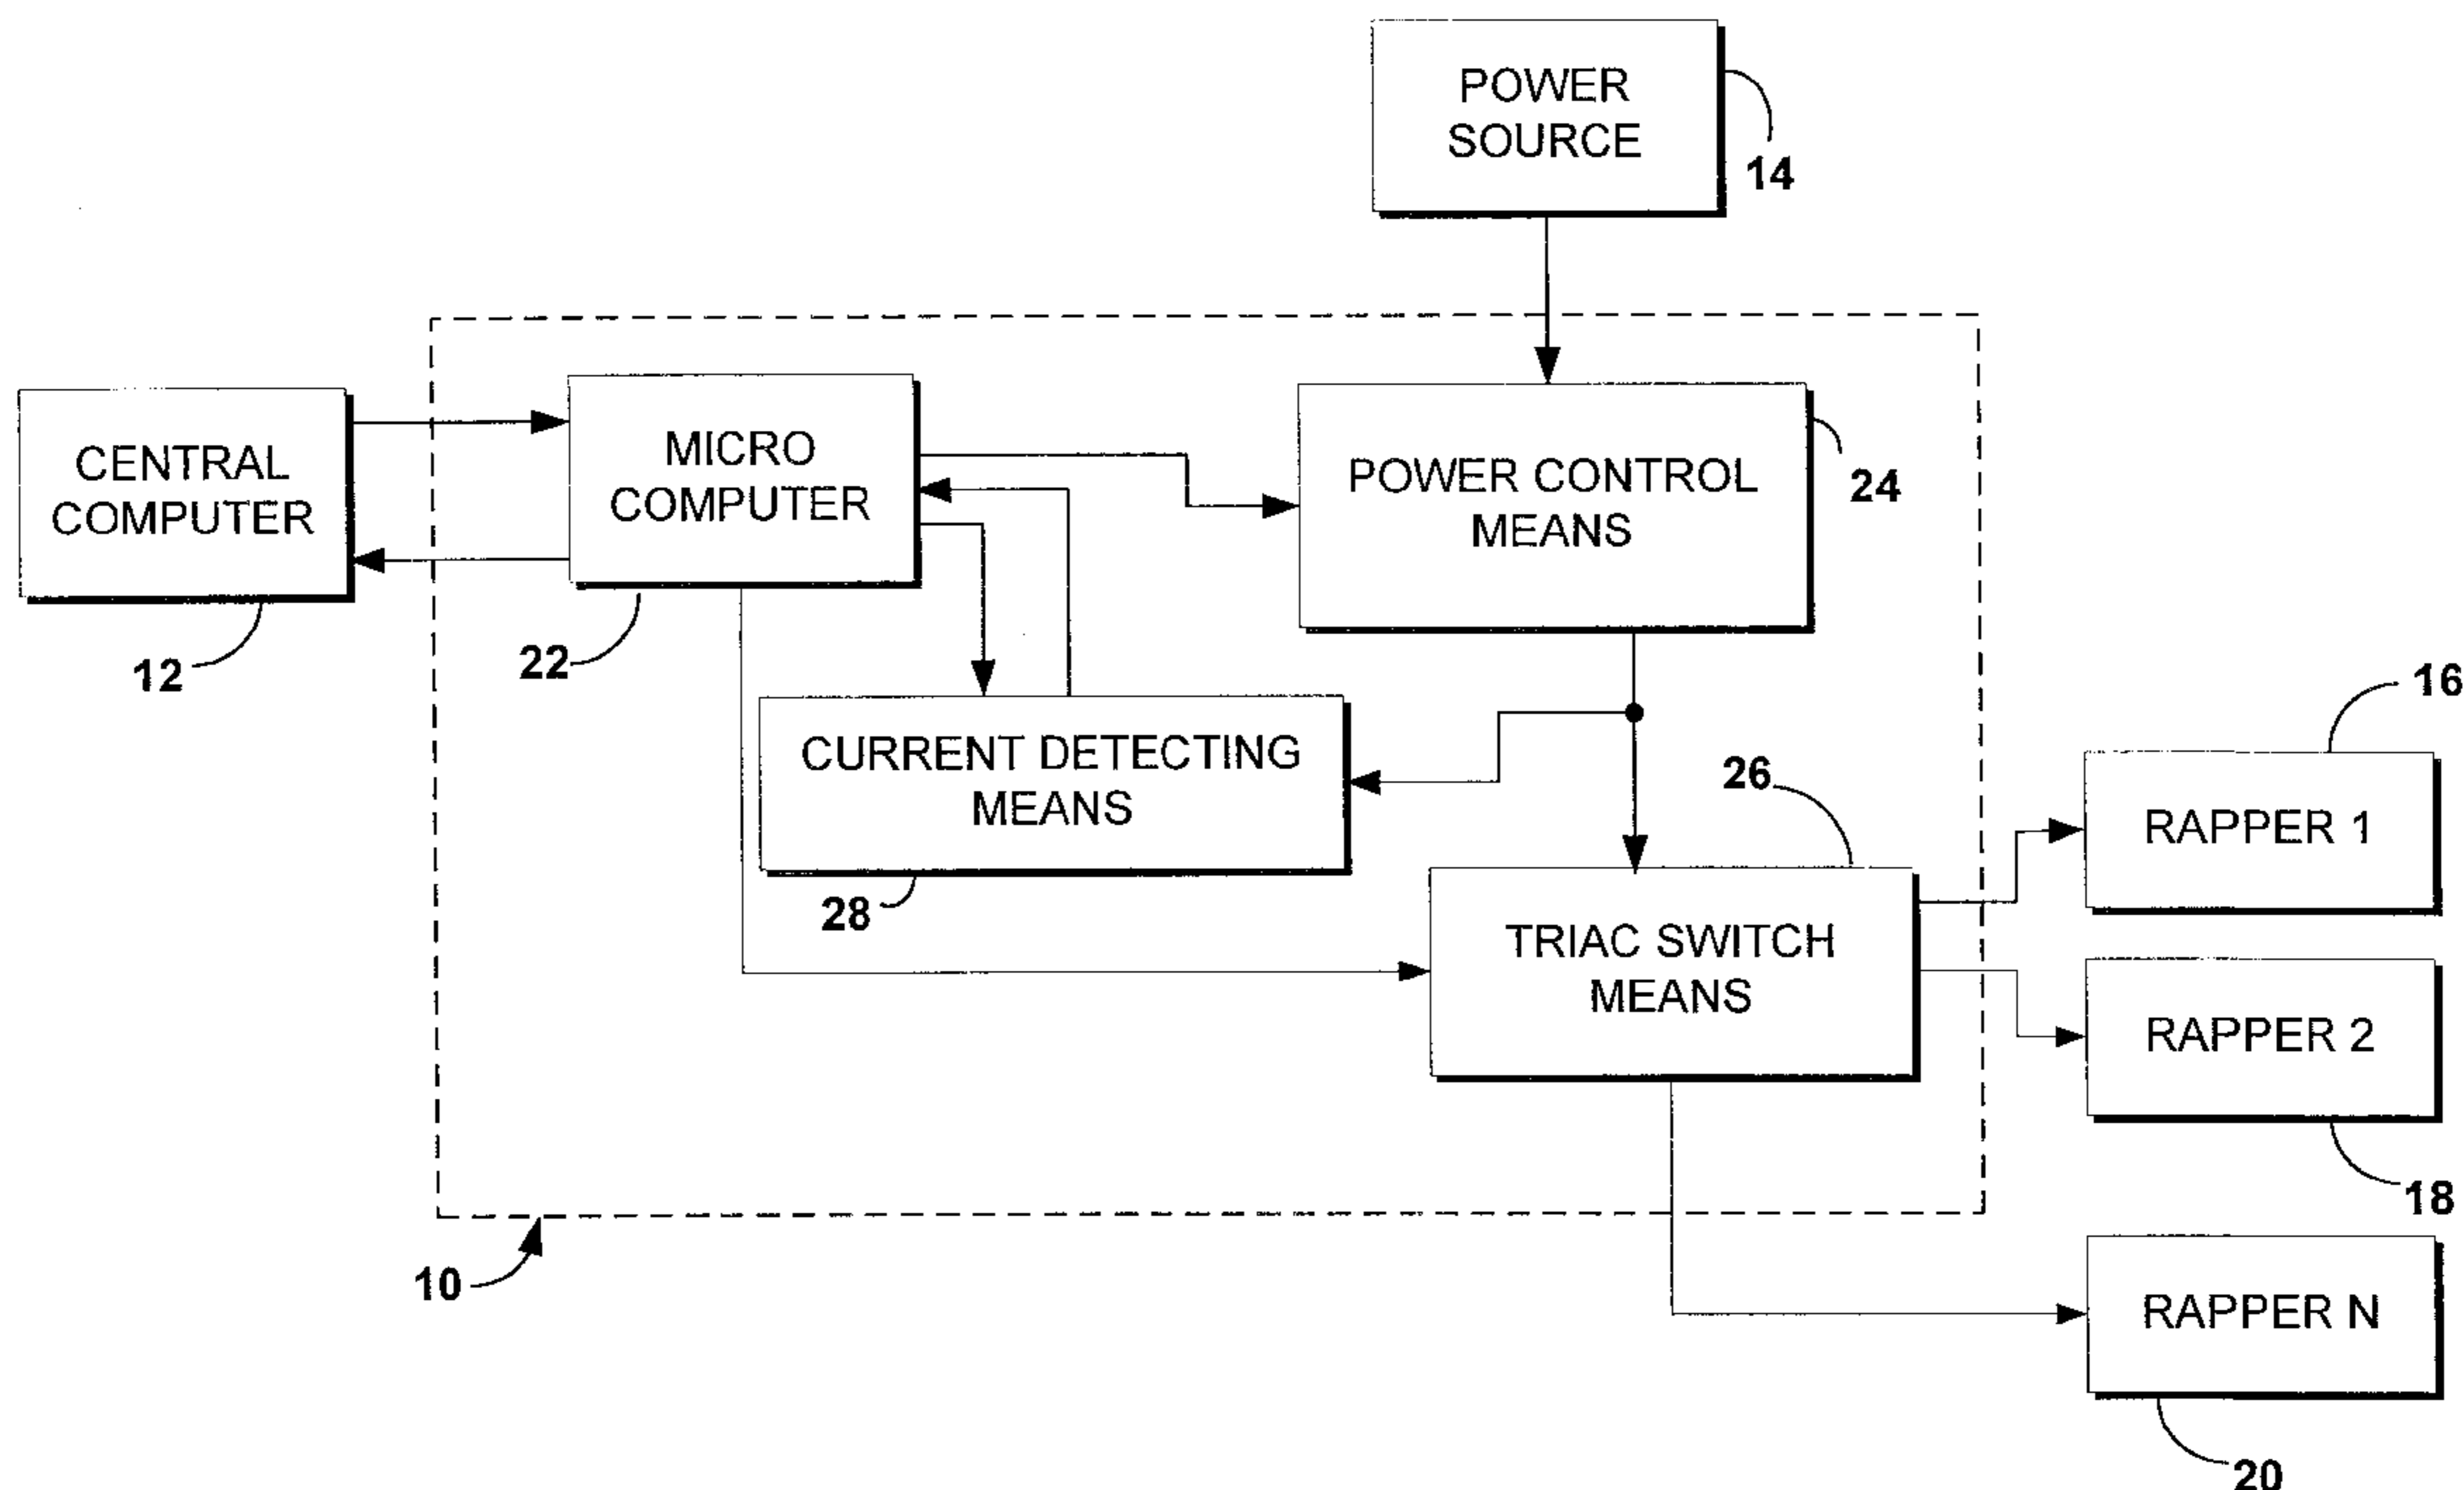 POWER
SOURCE
14
CENTRAL
COMPUTER
12
MICRO
COMPUTER
22
POWER CONTROL
MEANS
24
CURRENT DETECTING
MEANS
28
26
TRIAC SWITCH
MEANS
16
RAPPER 1
RAPPER 2
18
10
RAPPER N
20